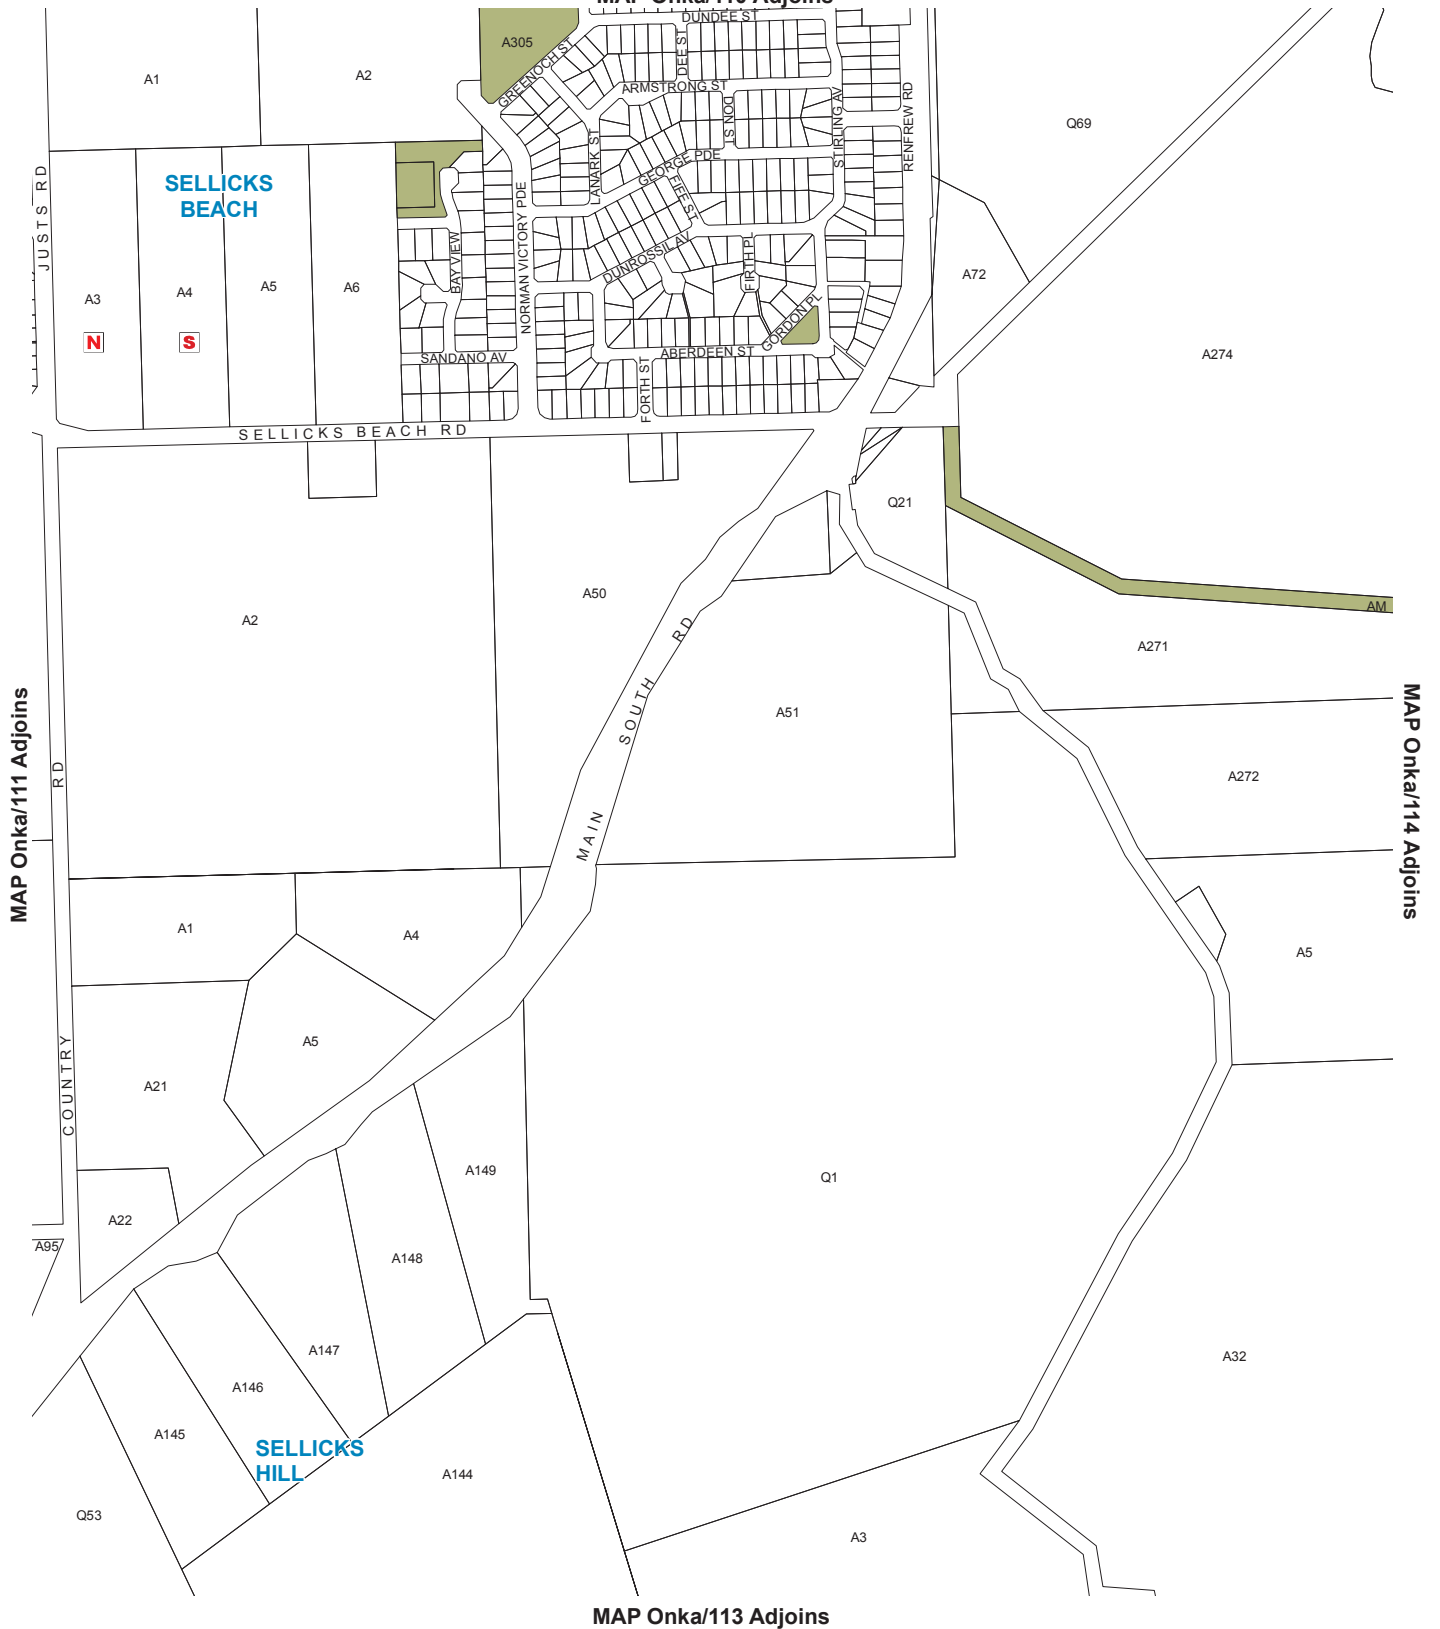 MAP Onka/110 Adjoins
DUNDEE ST
A305
A1
A2
GREENOCH ST
DEE ST
ARMSTRONG ST
DON ST
STIRLING AV
RENFREW RD
Q69
LANARK ST
GEORGE PDE
FIFE ST
JUSTS RD
SELLICKS
BEACH
NORMAN VICTORY PDE
BAY VIEW
DUNROSSIL AV
FIRTH PL
A72
A3
A4
A5
A6
N
S
GORDON PL
SANDANO AV
ABERDEEN ST
FORTH ST
A274
SELLICKS BEACH RD
Q21
A2
A50
AM
A271
MAIN SOUTH RD
A51
MAP Onka/111 Adjoins
MAP Onka/114 Adjoins
COUNTRY RD
A272
A1
A4
A5
A5
A21
A149
Q1
A22
A95
A148
A147
A146
A32
A145
SELLICKS
HILL
A144
Q53
A3
MAP Onka/113 Adjoins